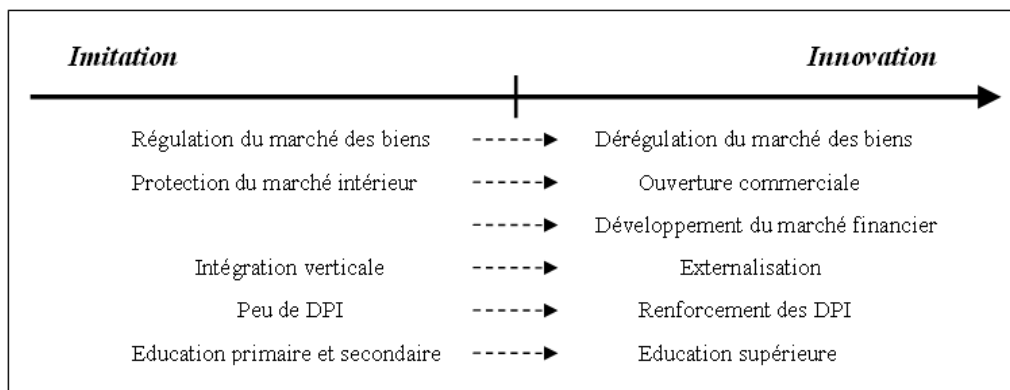 Imitation Innovation
Régulation du marché des biens Dérégulation du marché des biens
Protection du marché intérieur Ouverture commerciale
Développement du marché financier
Intégration verticale Externalisation
Peu de DPI Renforcement des DPI
Education primaire et secondaire Education supérieure